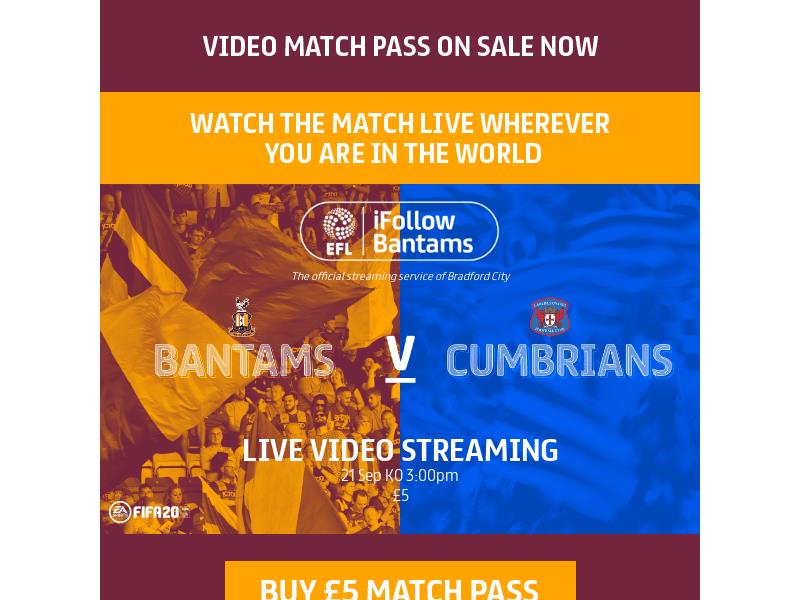 VIDEO MATCH PASS ON SALE NOW
WATCH THE MATCH LIVE WHEREVER
YOU ARE IN THE WORLD
EFL
iFollow
Bantams
The official streaming service of Bradford City
BANTAMS V CUMBRIANS
LIVE VIDEO STREAMING
21 Sep KO 3:00pm
£5
EA SPORTS FIFA20
BUY £5 MATCH PASS